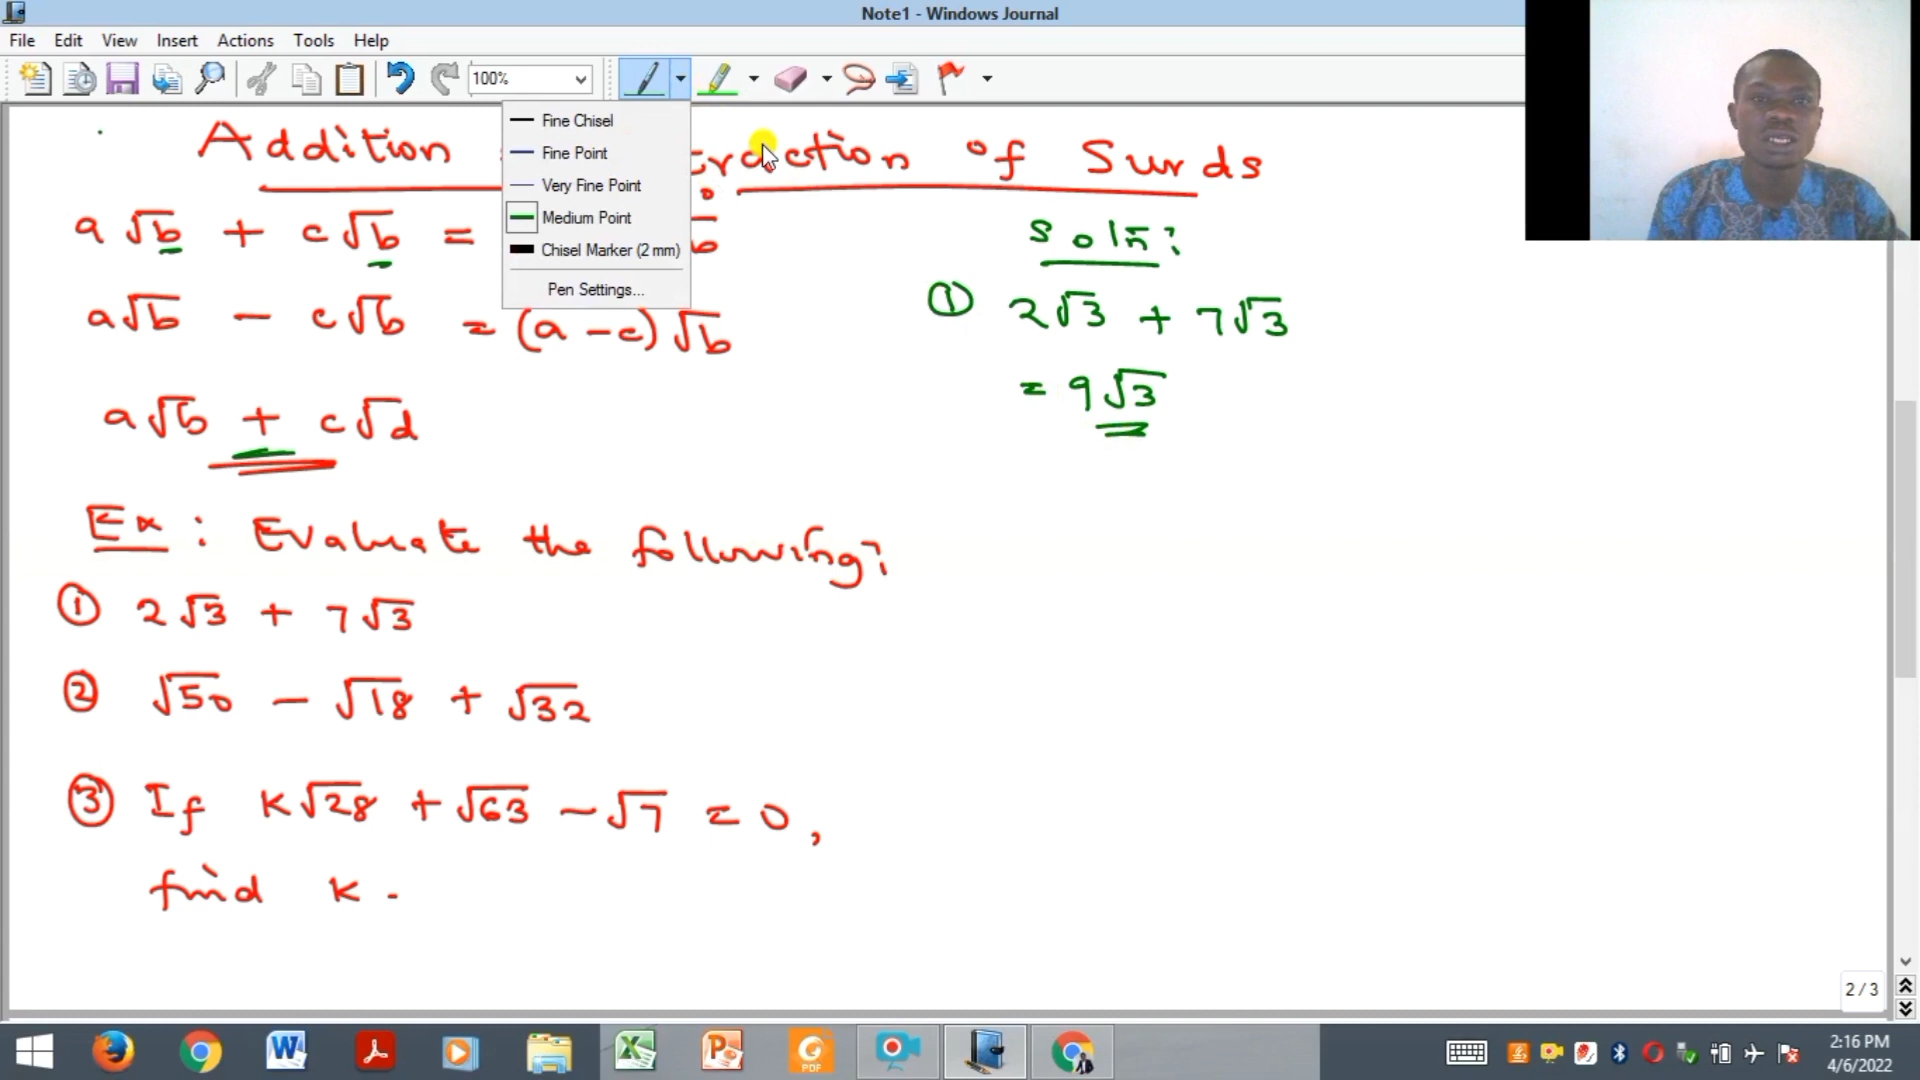 Note1 - Windows Journal
File Edit View Insert Actions Tools Help
100%
Fine Chisel
Fine Point
Very Fine Point
Medium Point
Chisel Marker (2 mm)
Pen Settings...
Addition of Surds
a√b + c√b =
a√b - c√b = (a - c)√b
a√b + c√d
Ex: Evaluate the following:
① 2√3 + 7√3
② √50 - √18 + √32
③ If k√28 + √63 - √7 = 0,
find k.
Soln:
① 2√3 + 7√3
= 9√3
2 / 3
2:16 PM
4/6/2022